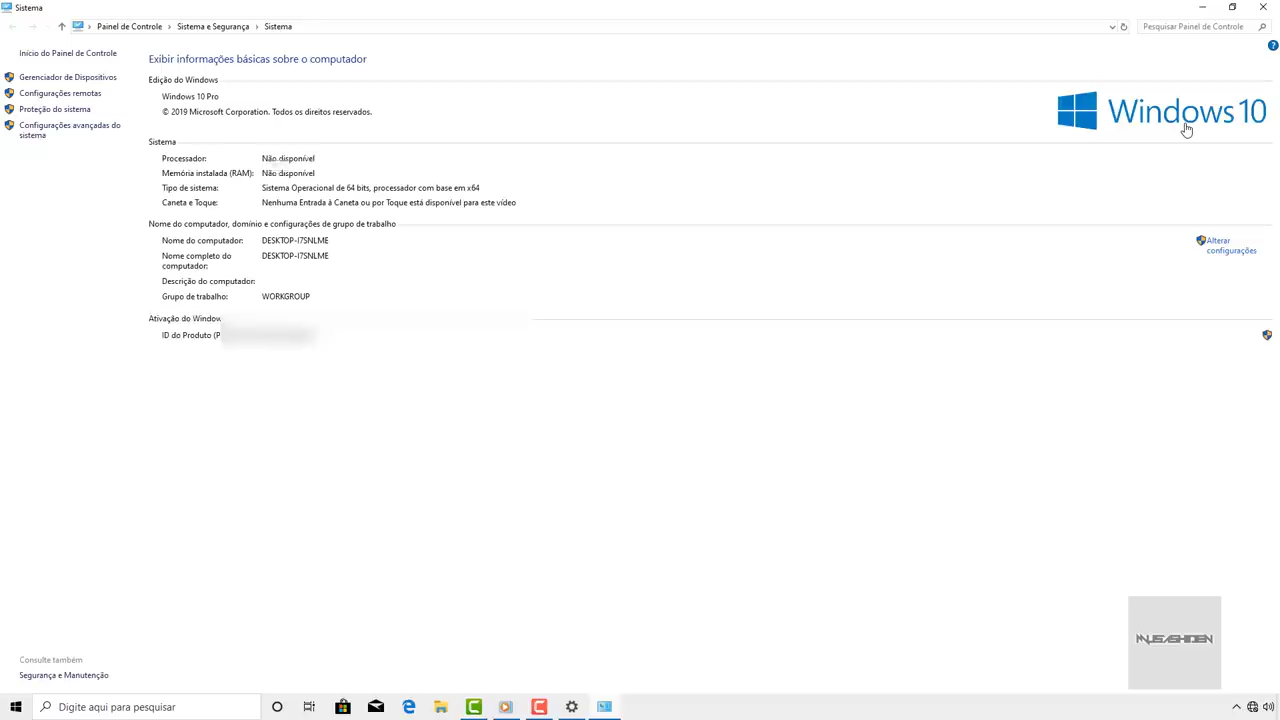 Sistema
Painel de Controle › Sistema e Segurança › Sistema
Pesquisar Painel de Controle
Início do Painel de Controle
Gerenciador de Dispositivos
Configurações remotas
Proteção do sistema
Configurações avançadas do
sistema
Exibir informações básicas sobre o computador
Edição do Windows
Windows 10 Pro
© 2019 Microsoft Corporation. Todos os direitos reservados.
Windows 10
Sistema
Processador: Não disponível
Memória instalada (RAM): Não disponível
Tipo de sistema: Sistema Operacional de 64 bits, processador com base em x64
Caneta e Toque: Nenhuma Entrada à Caneta ou por Toque está disponível para este vídeo
Nome do computador, domínio e configurações de grupo de trabalho
Nome do computador: DESKTOP-I7SNLME
Nome completo do DESKTOP-I7SNLME
computador:
Descrição do computador:
Grupo de trabalho: WORKGROUP
Alterar
configurações
Ativação do Window
ID do Produto (P
Consulte também
Segurança e Manutenção
Digite aqui para pesquisar